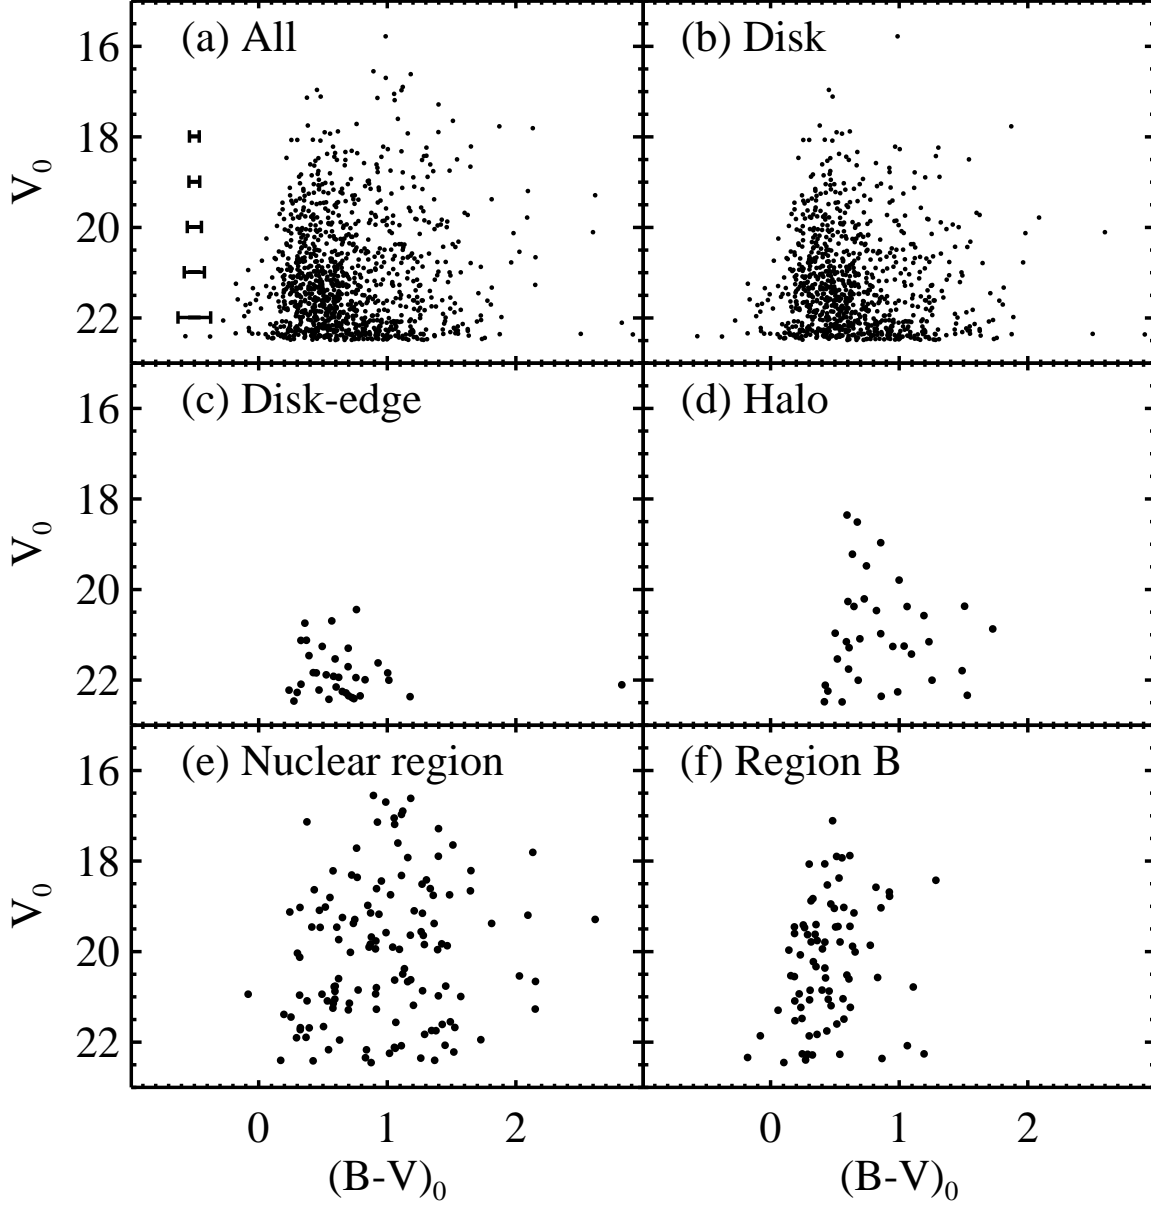 (a) All
(b) Disk
16
18
20
22
V0
(c) Disk-edge
(d) Halo
16
18
20
22
V0
(e) Nuclear region
(f) Region B
16
18
20
22
V0
0 1 2
0 1 2
(B-V)0
(B-V)0